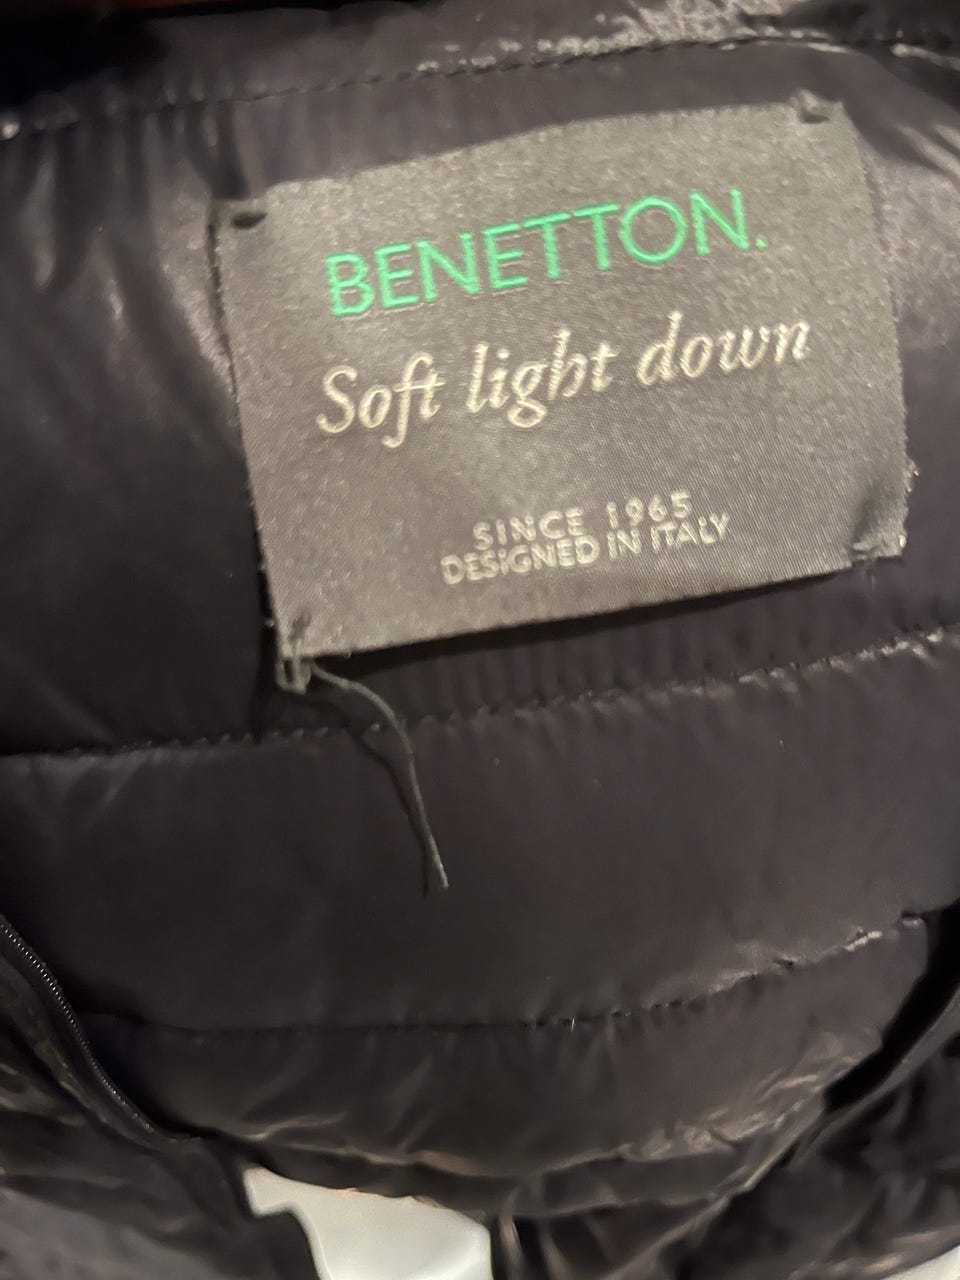 BENETTON.
Soft light down
SINCE 1965
DESIGNED IN ITALY